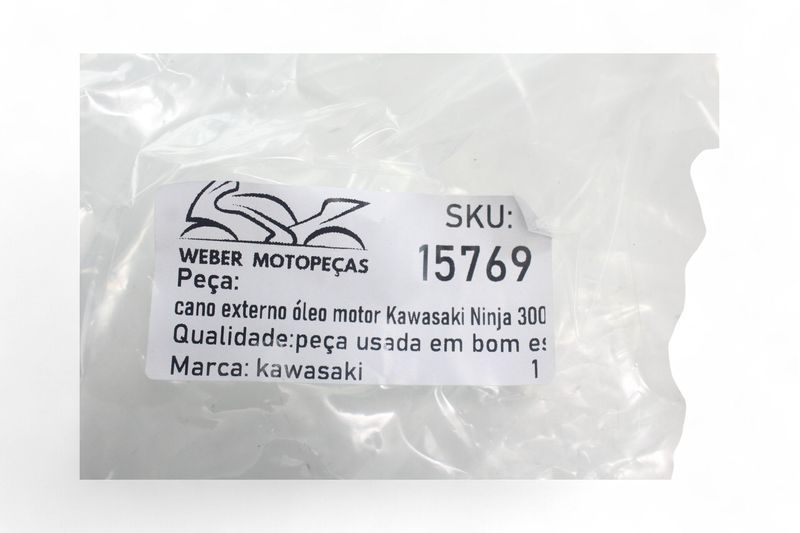 WEBER MOTOPEÇAS
SKU:
15769
Peça:
cano externo óleo motor Kawasaki Ninja 300
Qualidade:peça usada em bom es
Marca: kawasaki 1